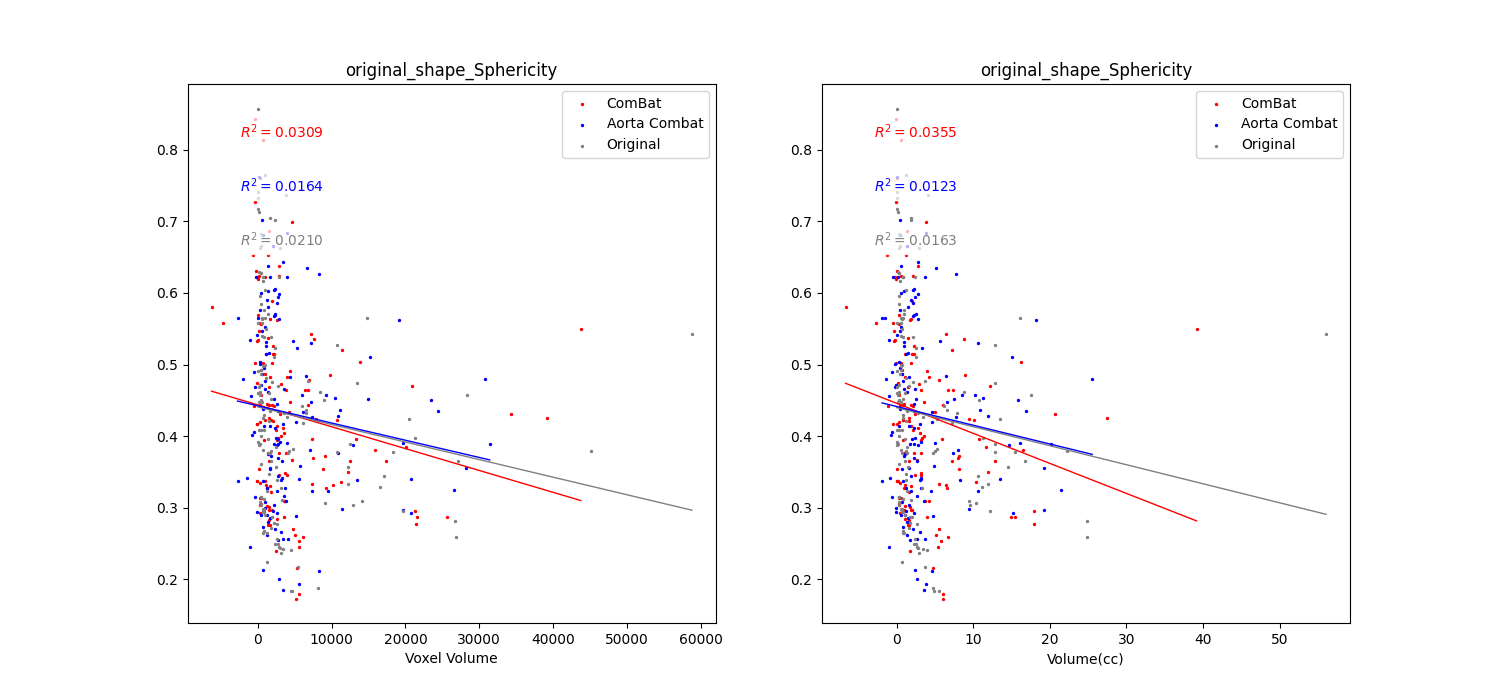 original_shape_Sphericity
ComBat
Aorta Combat
Original
R² = 0.0309
R² = 0.0164
R² = 0.0210
0.8
0.7
0.6
0.5
0.4
0.3
0.2
0 10000 20000 30000 40000 50000 60000
Voxel Volume
original_shape_Sphericity
ComBat
Aorta Combat
Original
R² = 0.0355
R² = 0.0123
R² = 0.0163
0.8
0.7
0.6
0.5
0.4
0.3
0.2
0 10 20 30 40 50
Volume(cc)